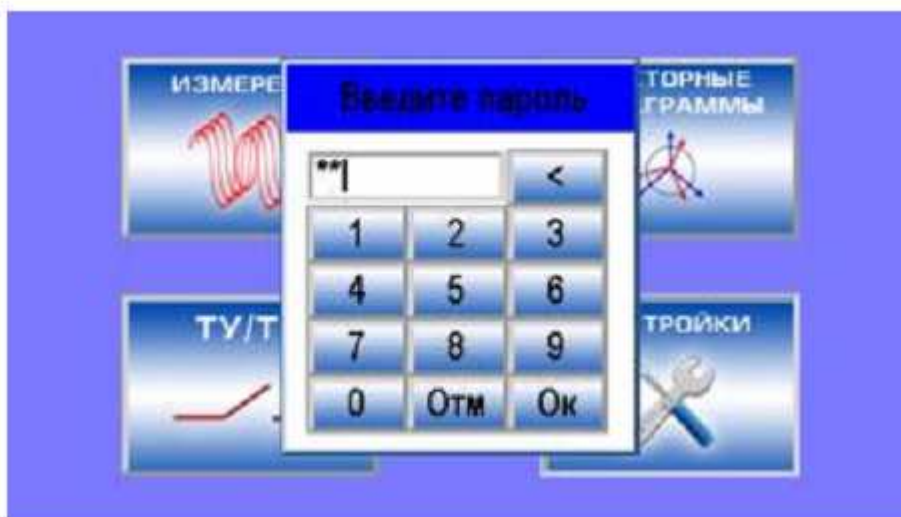 ИЗМЕРЕ
Введите пароль
ТОРНЫЕ
ГРАММЫ
**
<
1 2 3
4 5 6
7 8 9
0 Отм Ок
ТУ/Т
ТРОЙКИ